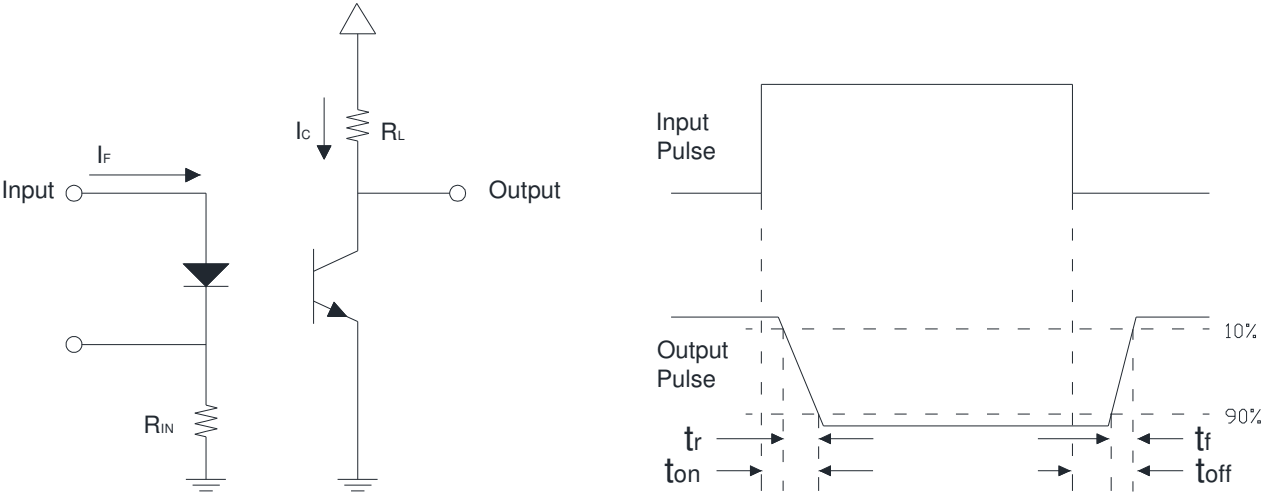 Input
IF
IC
RL
Output
RIN
Input
Pulse
Output
Pulse
10%
90%
tr
tf
ton
toff